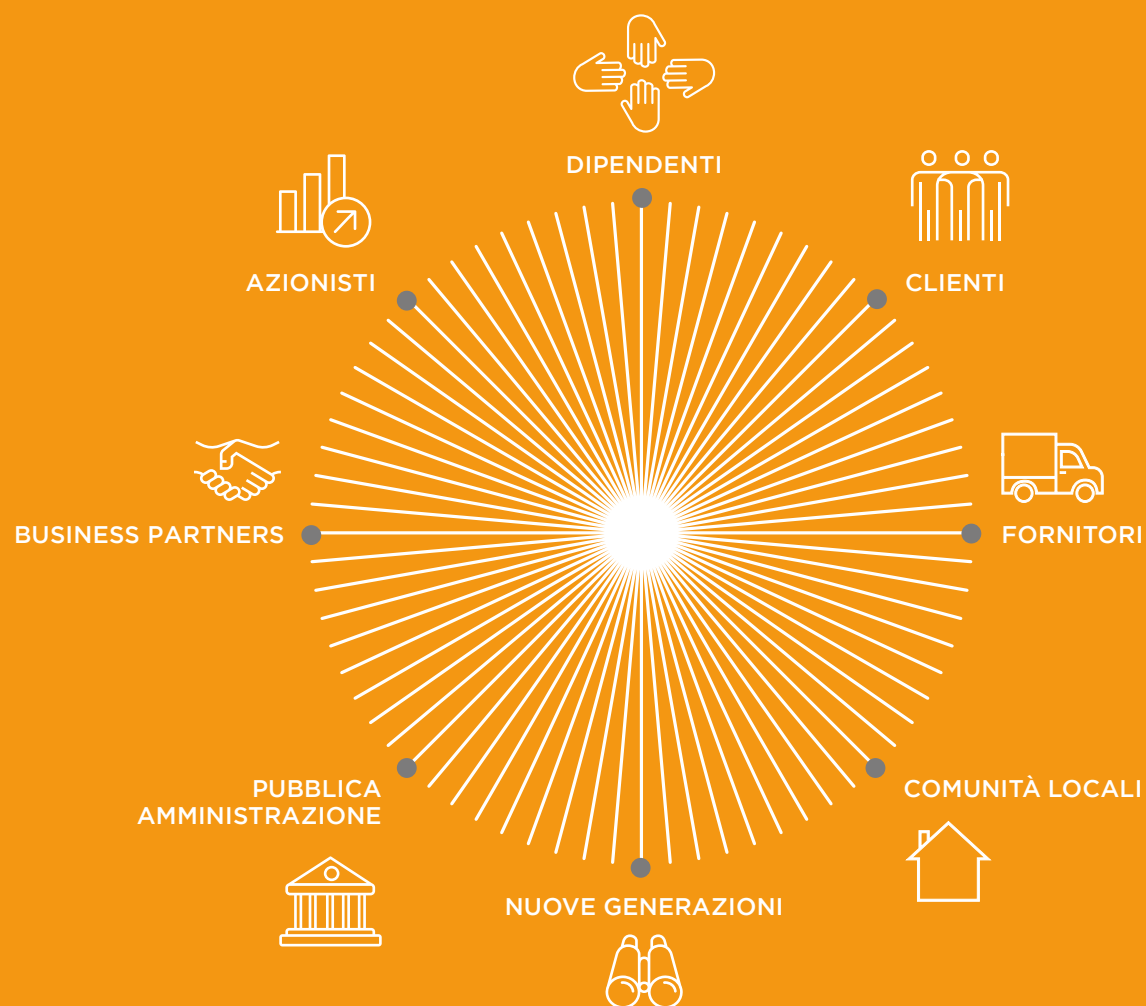 DIPENDENTI
AZIONISTI
CLIENTI
BUSINESS PARTNERS
FORNITORI
PUBBLICA
AMMINISTRAZIONE
COMUNITÀ LOCALI
NUOVE GENERAZIONI